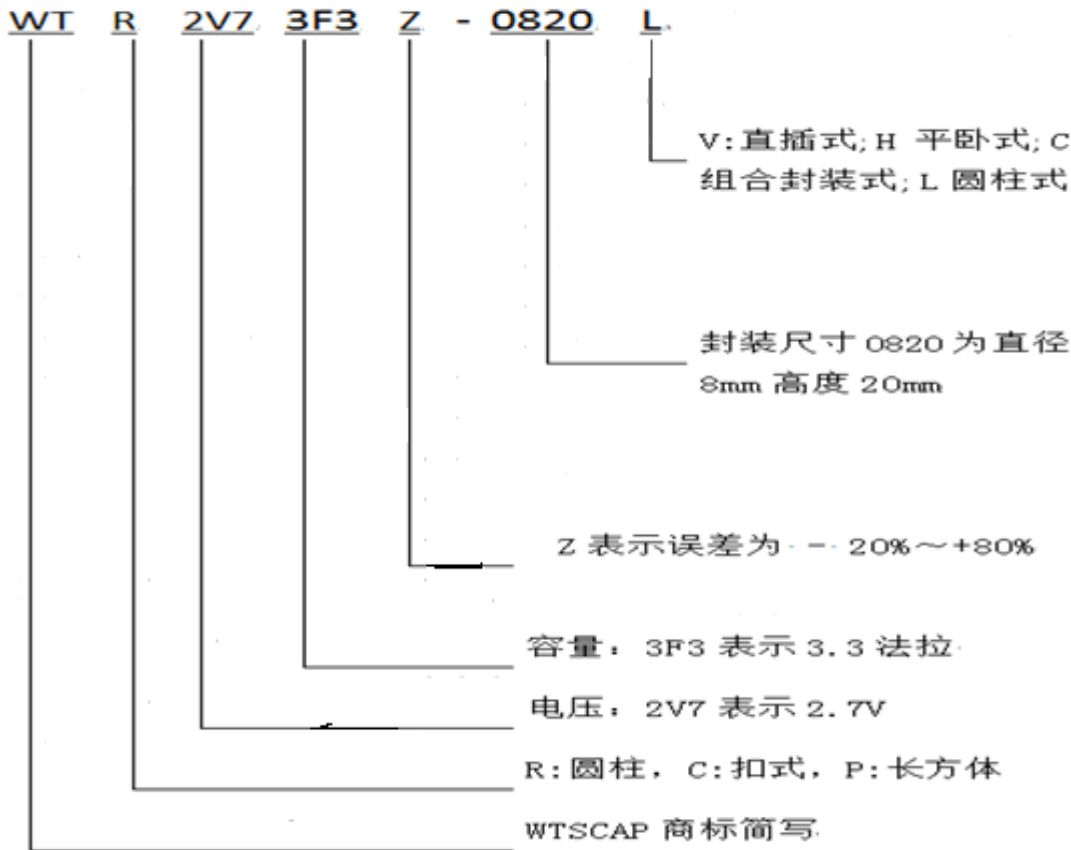 WT R 2V7 3F3 Z - 0820 L
V:直插式;H 平卧式;C
组合封装式;L 圆柱式
封装尺寸 0820 为直径
8mm 高度 20mm
Z 表示误差为 - 20%～+80%
容量： 3F3 表示 3.3 法拉
电压： 2V7 表示 2.7V
R:圆柱，C:扣式，P:长方体
WTSCAP 商标简写